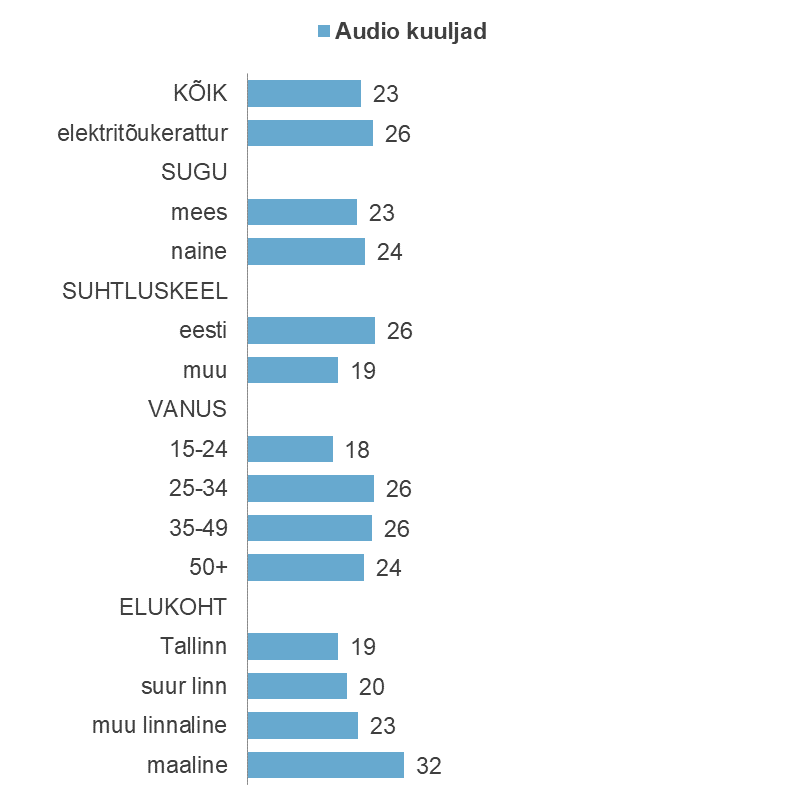 Audio kuuljad
KÕIK 23
elektritõukerattur 26
SUGU
mees 23
naine 24
SUHTLUSKEEL
eesti 26
muu 19
VANUS
15-24 18
25-34 26
35-49 26
50+ 24
ELUKOHT
Tallinn 19
suur linn 20
muu linnaline 23
maaline 32